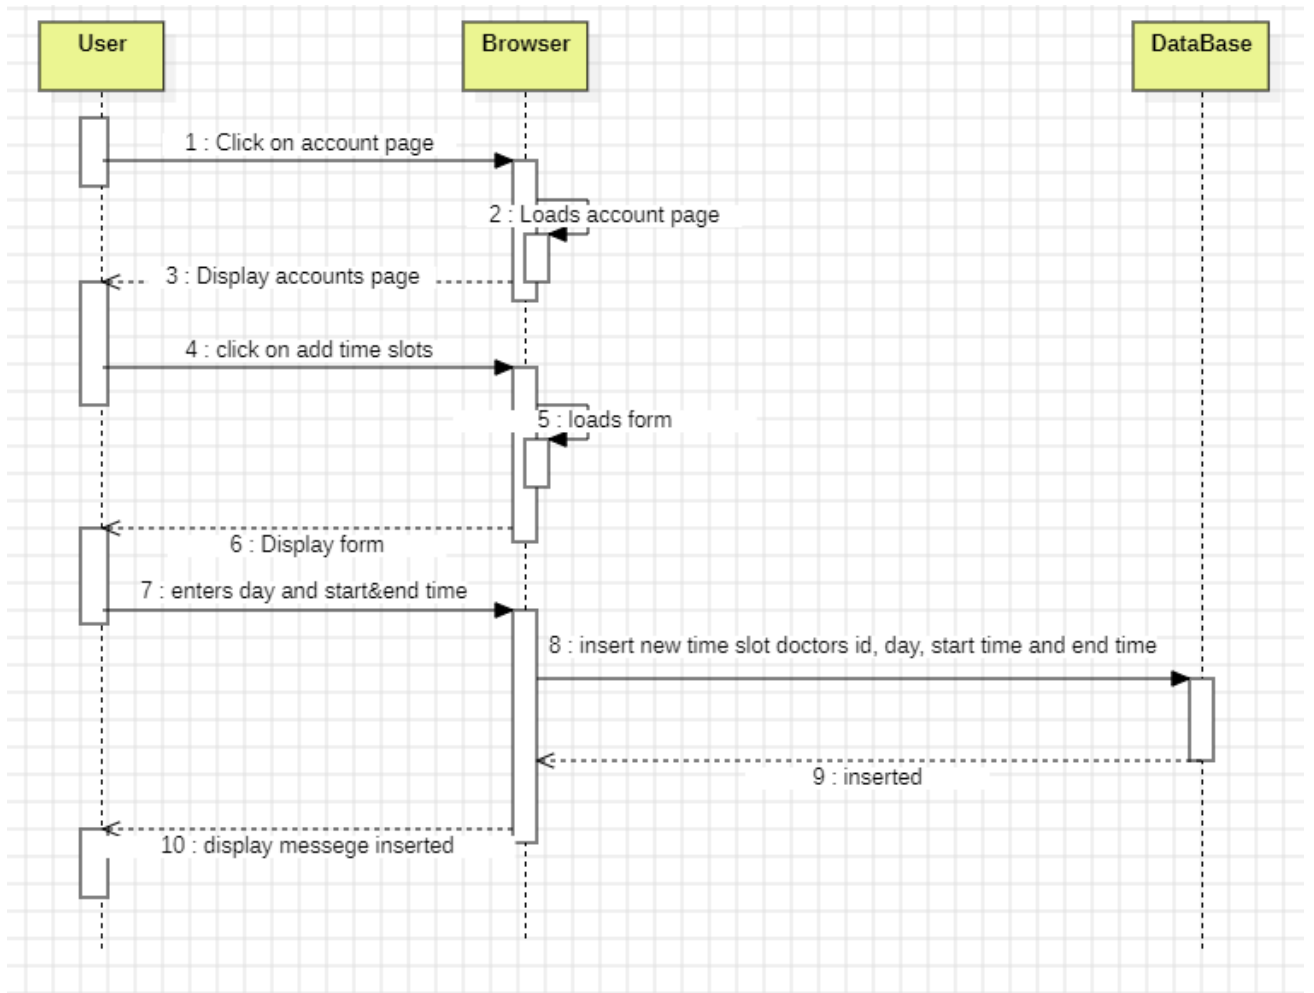 User
Browser
DataBase
1 : Click on account page
2 : Loads account page
3 : Display accounts page
4 : click on add time slots
5 : loads form
6 : Display form
7 : enters day and start&end time
8 : insert new time slot doctors id, day, start time and end time
9 : inserted
10 : display messege inserted